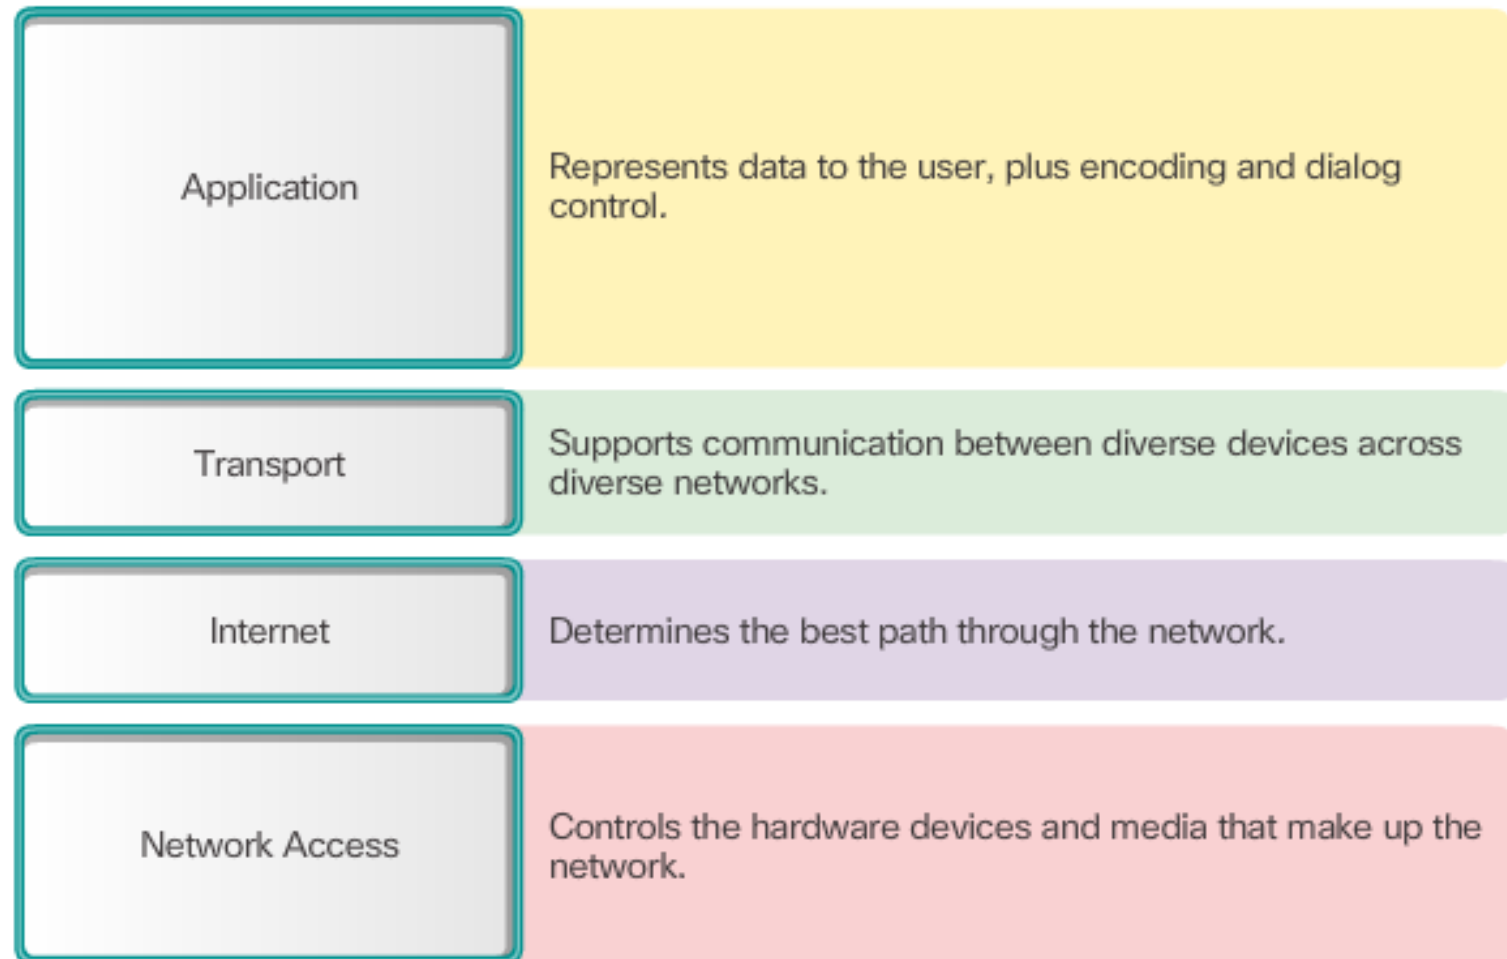 Application
Represents data to the user, plus encoding and dialog
control.
Transport
Supports communication between diverse devices across
diverse networks.
Internet
Determines the best path through the network.
Network Access
Controls the hardware devices and media that make up the
network.